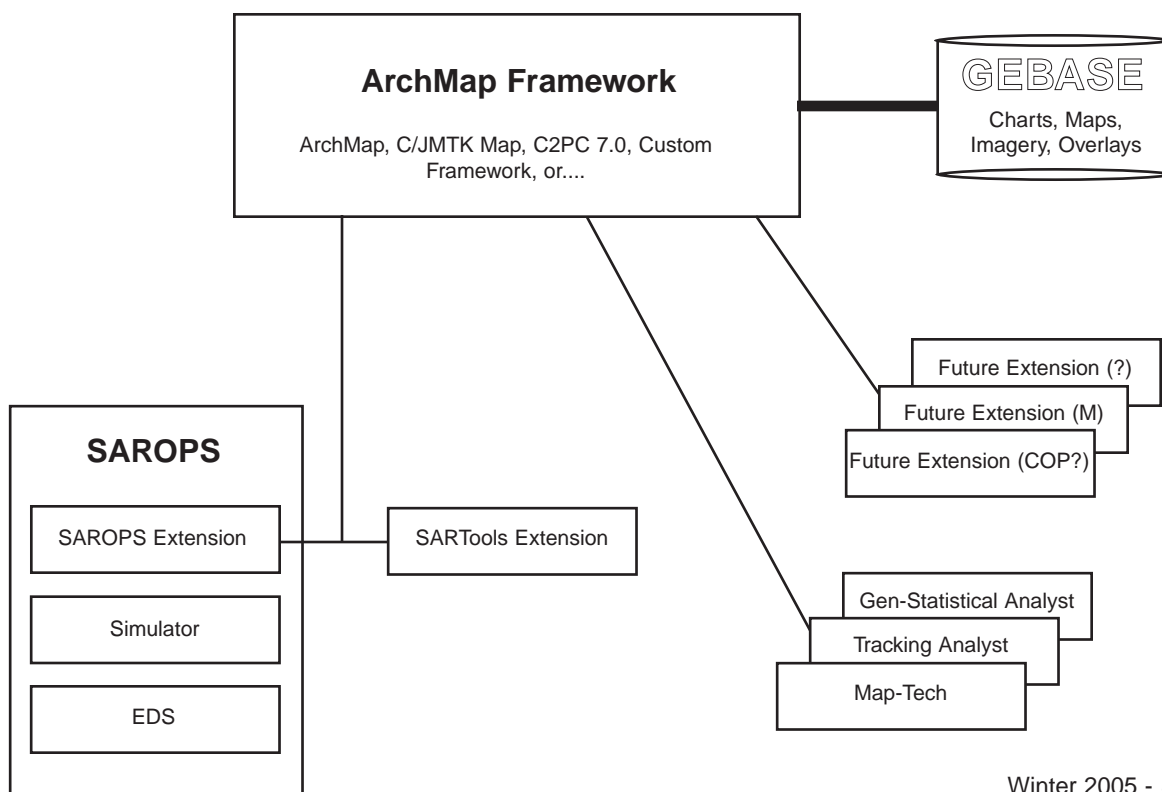 ArchMap Framework
ArchMap, C/JMTK Map, C2PC 7.0, Custom
Framework, or....
GEBASE
Charts, Maps,
Imagery, Overlays
Future Extension (?)
Future Extension (M)
Future Extension (COP?)
SAROPS
SAROPS Extension
SARTools Extension
Simulator
EDS
Gen-Statistical Analyst
Tracking Analyst
Map-Tech
Winter 2005 -